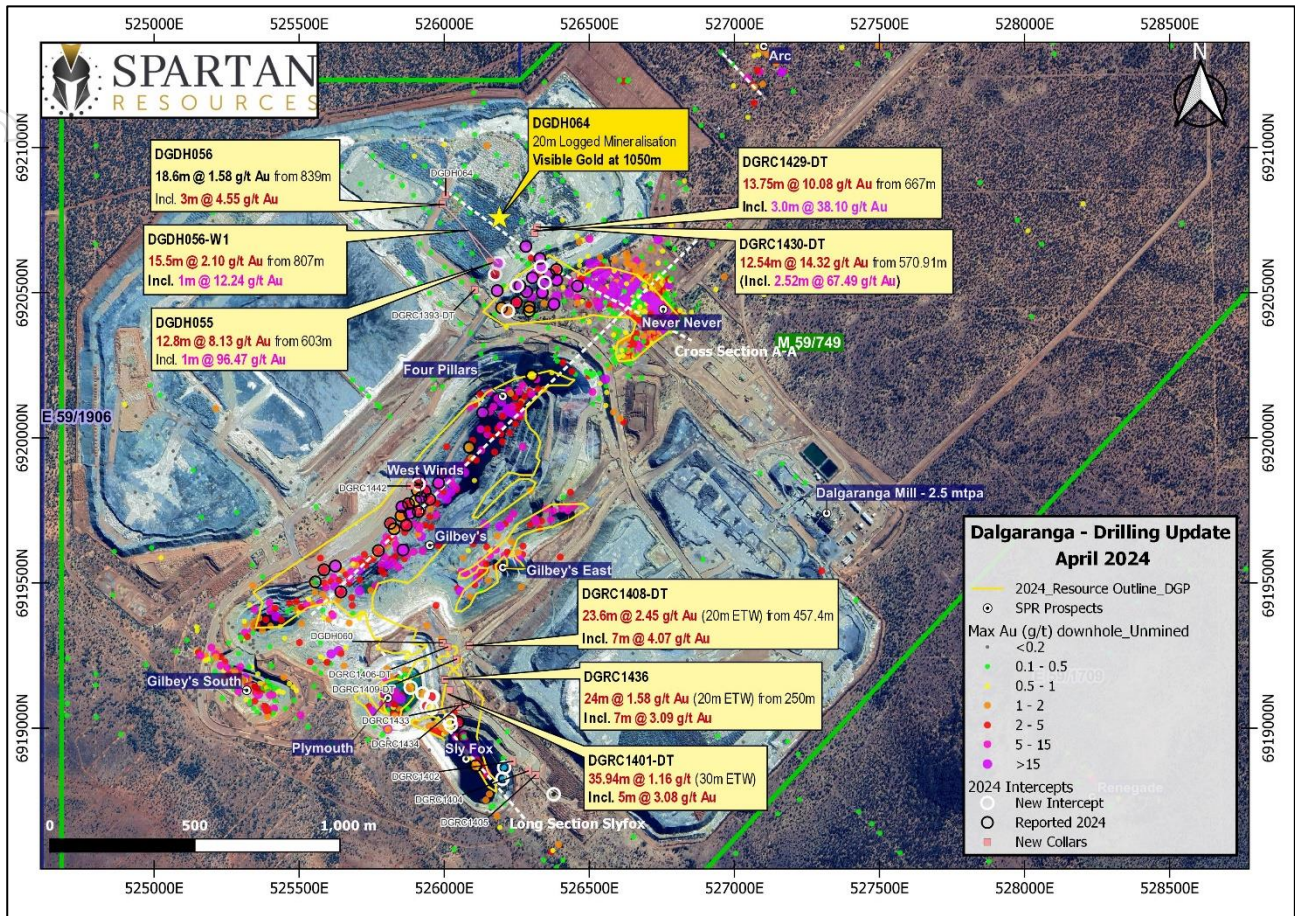 525000E
525500E
526000E
526500E
527000E
527500E
528000E
528500E
SPARTAN
RESOURCES
Arc
N
6921000N
6921000N
DGDH064
20m Logged Mineralisation
Visible Gold at 1050m
DGDH056
18.6m @ 1.58 g/t Au from 839m
Incl. 3m @ 4.55 g/t Au
DGDH064
DGRC1429-DT
13.75m @ 10.08 g/t Au from 667m
Incl. 3.0m @ 38.10 g/t Au
DGDH056-W1
15.5m @ 2.10 g/t Au from 807m
Incl. 1m @ 12.24 g/t Au
DGRC1430-DT
12.54m @ 14.32 g/t Au from 570.91m
(Incl. 2.52m @ 67.49 g/t Au)
6920500N
6920500N
DGRC1393-DT
DGDH055
12.8m @ 8.13 g/t Au from 603m
Incl. 1m @ 96.47 g/t Au
Never Never
Cross Section A-A
M 59/749
Four Pillars
E 59/1906
6920000N
6920000N
West Winds
DGRC1442
Dalgaranga Mill - 2.5 mtpa
Gilbey's
Gilbey's East
6919500N
6919500N
DGRC1408-DT
23.6m @ 2.45 g/t Au (20m ETW) from 457.4m
Incl. 7m @ 4.07 g/t Au
DGDH060
DGRC1406-DT
DGRC1409-DT
Gilbey's South
DGRC1436
24m @ 1.58 g/t Au (20m ETW) from 250m
Incl. 7m @ 3.09 g/t Au
DGRC1433
DGRC1434
Plymouth
Sly Fox
6919000N
6919000N
DGRC1401-DT
35.94m @ 1.16 g/t (30m ETW)
Incl. 5m @ 3.08 g/t Au
DGRC1402
DGRC1404
DGRC1405
Long Section Slyfox
0 500 1,000 m
Dalgaranga - Drilling Update
April 2024
2024_Resource Outline_DGP
SPR Prospects
Max Au (g/t) downhole_Unmined
<0.2
0.1 - 0.5
0.5 - 1
1 - 2
2 - 5
5 - 15
>15
2024 Intercepts
New Intercept
Reported 2024
New Collars
Renegade
525000E
525500E
526000E
526500E
527000E
527500E
528000E
528500E